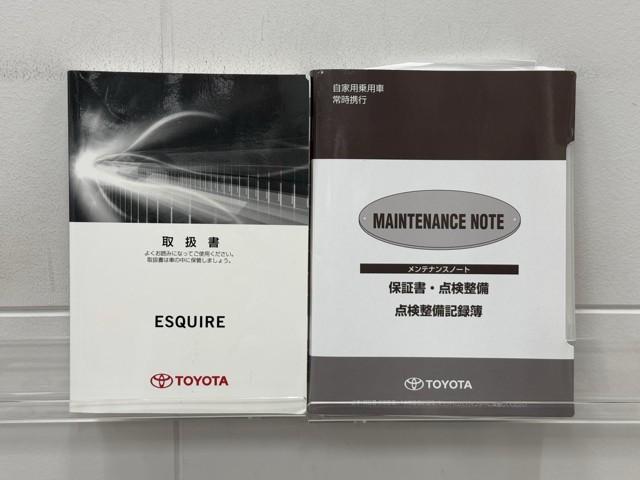 取扱書
よくお読みになってご使用ください。
取扱書は車の中に保管しましょう。
ESQUIRE
TOYOTA
自家用乗用車
常時携行
MAINTENANCE NOTE
メンテナンスノート
保証書・点検整備
点検整備記録簿
TOYOTA